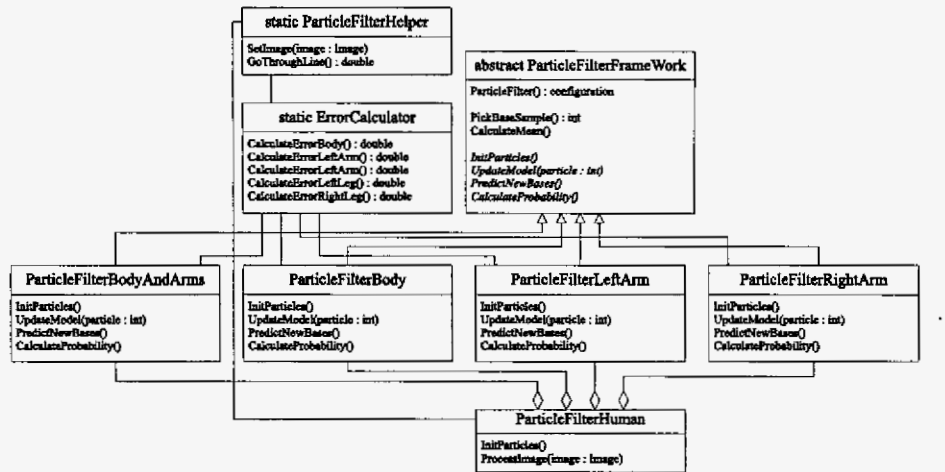 static ParticleFilterHelper
SetImage(image : Image)
GoThroughLine() : double
abstract ParticleFilterFrameWork
ParticleFilter() : configuration
PickBaseSample() : int
CalculateMean()
InitParticles()
UpdateModel(particle : int)
PredictNewBases()
CalculateProbability()
static ErrorCalculator
CalculateErrorBody() : double
CalculateErrorLeftArm() : double
CalculateErrorLeftArm() : double
CalculateErrorLeftLeg() : double
CalculateErrorRightLeg() : double
ParticleFilterBodyAndArms
InitParticles()
UpdateModel(particle : int)
PredictNewBases()
CalculateProbability()
ParticleFilterBody
InitParticles()
UpdateModel(particle : int)
PredictNewBases()
CalculateProbability()
ParticleFilterLeftArm
InitParticles()
UpdateModel(particle : int)
PredictNewBases()
CalculateProbability()
ParticleFilterRightArm
InitParticles()
UpdateModel(particle : int)
PredictNewBases()
CalculateProbability()
ParticleFilterHuman
InitParticles()
ProcessImage(image : Image)